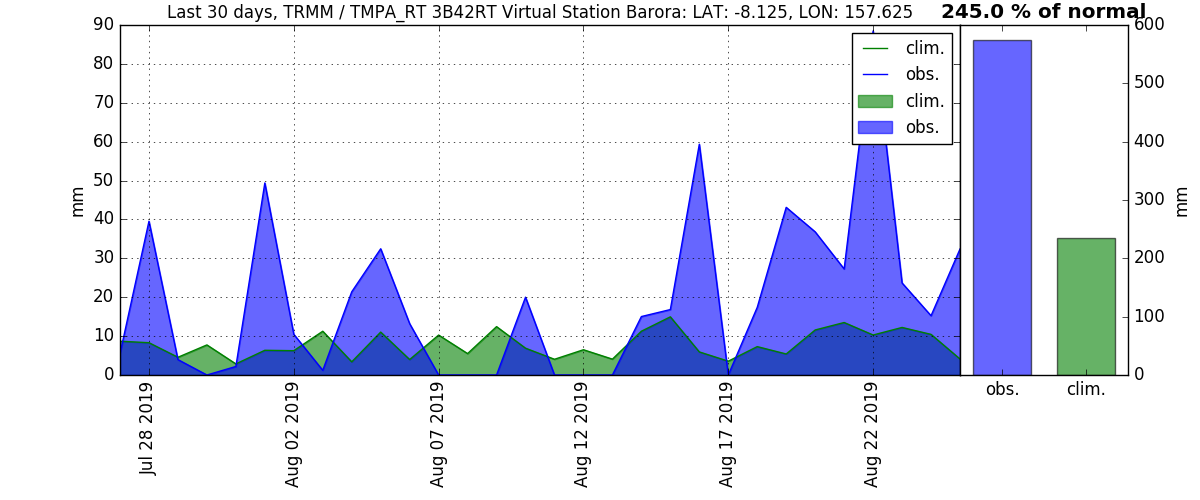 Last 30 days, TRMM / TMPA_RT 3B42RT Virtual Station Barora: LAT: -8.125, LON: 157.625
245.0 % of normal
90
80
70
60
50
40
30
20
10
0
mm
clim.
obs.
clim.
obs.
Jul 28 2019
Aug 02 2019
Aug 07 2019
Aug 12 2019
Aug 17 2019
Aug 22 2019
600
500
400
300
200
100
0
mm
obs.
clim.